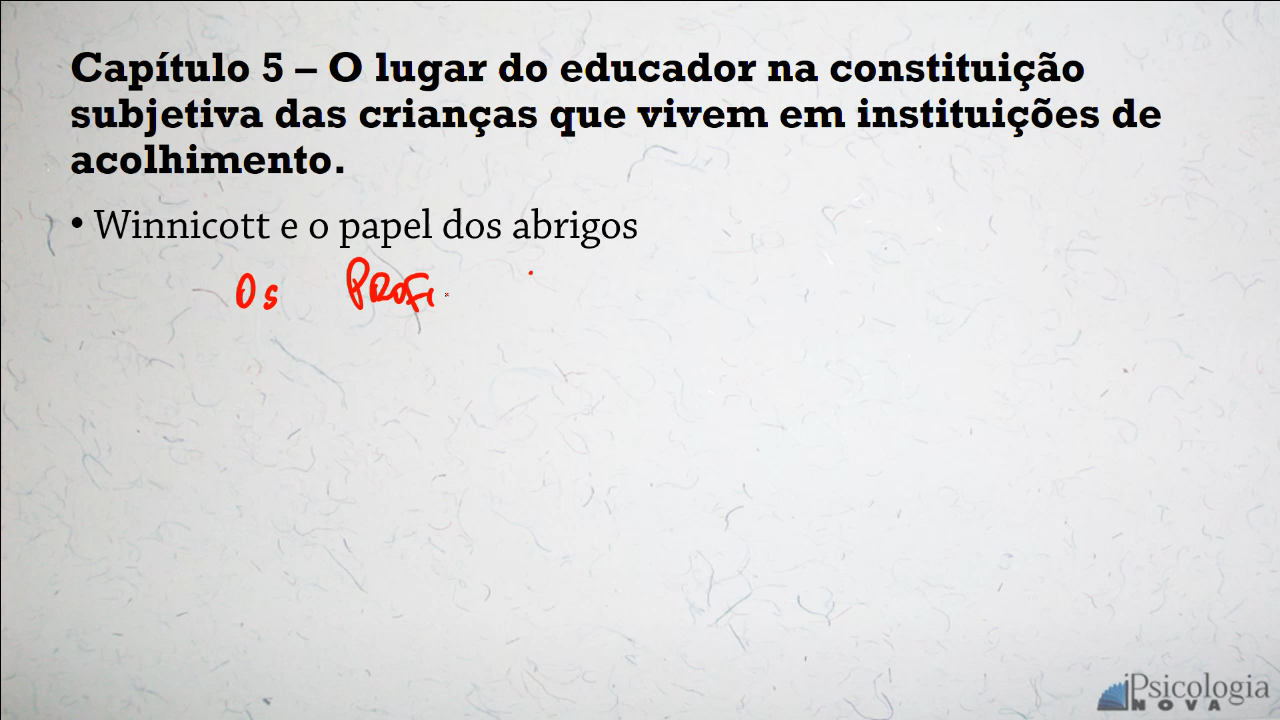 Capítulo 5 – O lugar do educador na constituição
subjetiva das crianças que vivem em instituições de
acolhimento.
• Winnicott e o papel dos abrigos
Os PROFI
Psicologia
NOVA